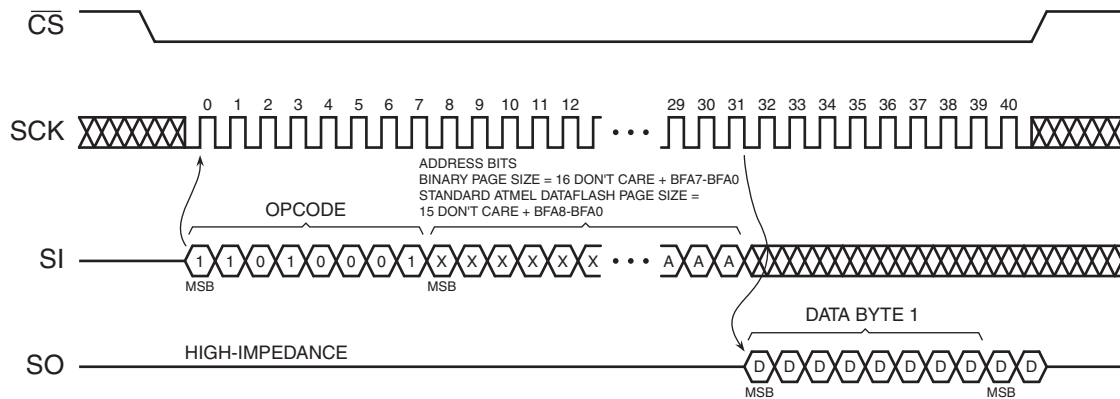 CS
SCK
0 1 2 3 4 5 6 7 8 9 10 11 12 29 30 31 32 33 34 35 36 37 38 39 40
ADDRESS BITS
BINARY PAGE SIZE = 16 DON'T CARE + BFA7-BFA0
STANDARD ATMEL DATAFLASH PAGE SIZE =
15 DON'T CARE + BFA8-BFA0
OPCODE
SI
1 1 0 1 0 0 0 1 X X X X X X • • • A A A
MSB MSB
DATA BYTE 1
SO
HIGH-IMPEDANCE
D D D D D D D D D D
MSB MSB